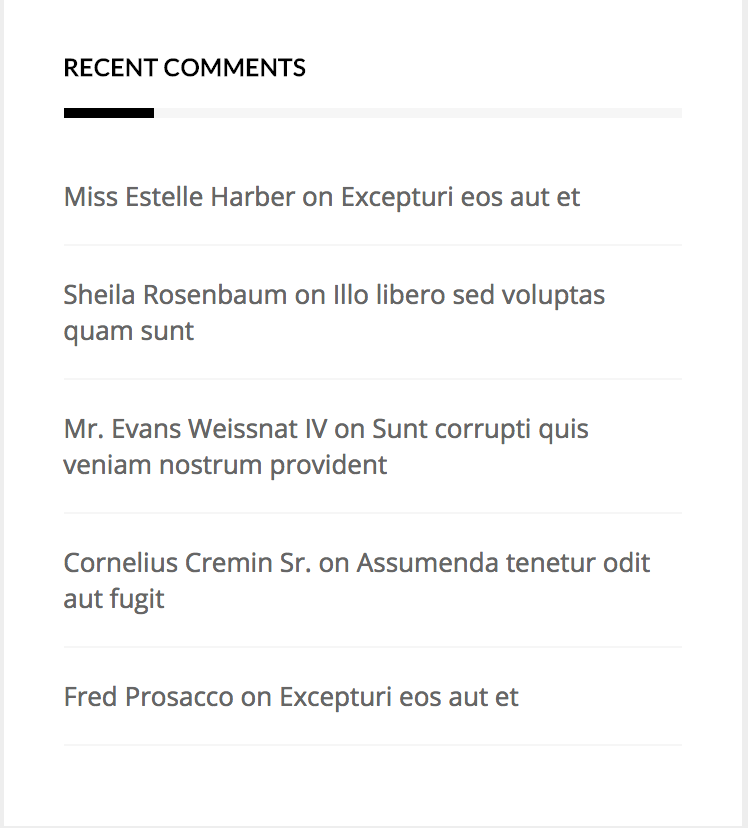 RECENT COMMENTS
Miss Estelle Harber on Excepturi eos aut et
Sheila Rosenbaum on Illo libero sed voluptas
quam sunt
Mr. Evans Weissnat IV on Sunt corrupti quis
veniam nostrum provident
Cornelius Cremin Sr. on Assumenda tenetur odit
aut fugit
Fred Prosacco on Excepturi eos aut et